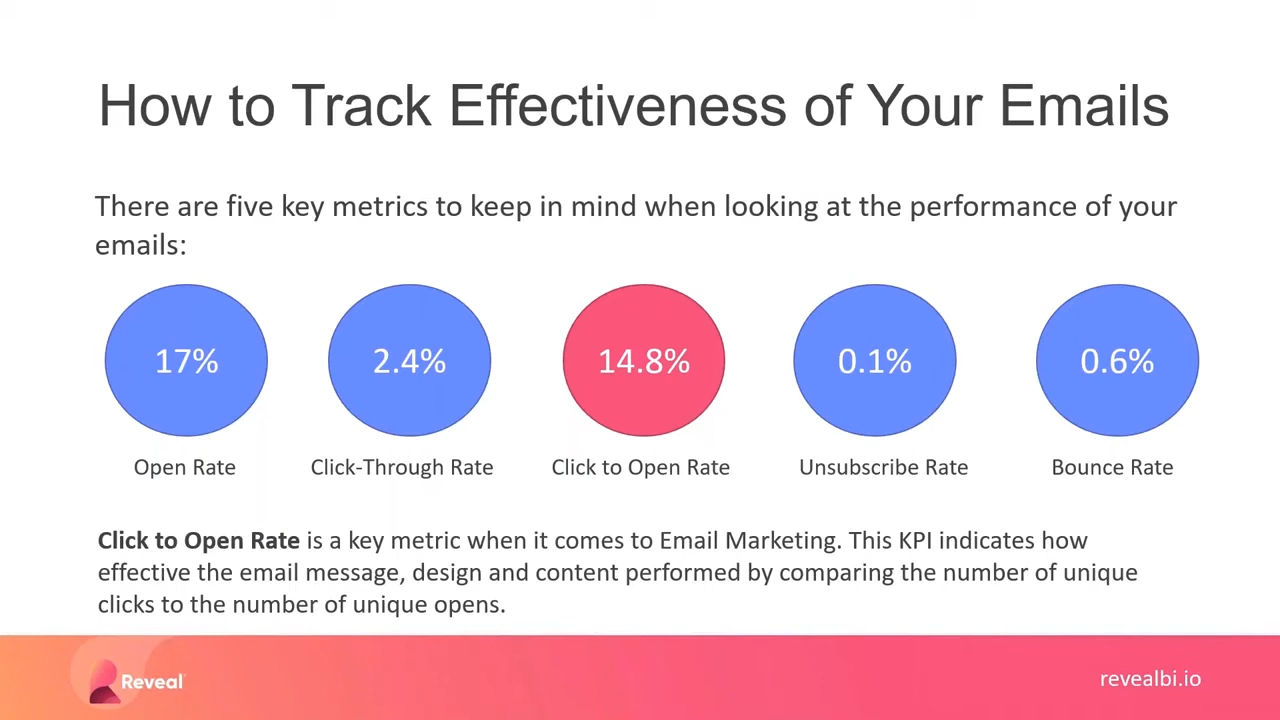 How to Track Effectiveness of Your Emails
There are five key metrics to keep in mind when looking at the performance of your
emails:
17%
2.4%
14.8%
0.1%
0.6%
Open Rate
Click-Through Rate
Click to Open Rate
Unsubscribe Rate
Bounce Rate
Click to Open Rate is a key metric when it comes to Email Marketing. This KPI indicates how
effective the email message, design and content performed by comparing the number of unique
clicks to the number of unique opens.
Reveal
revealbi.io